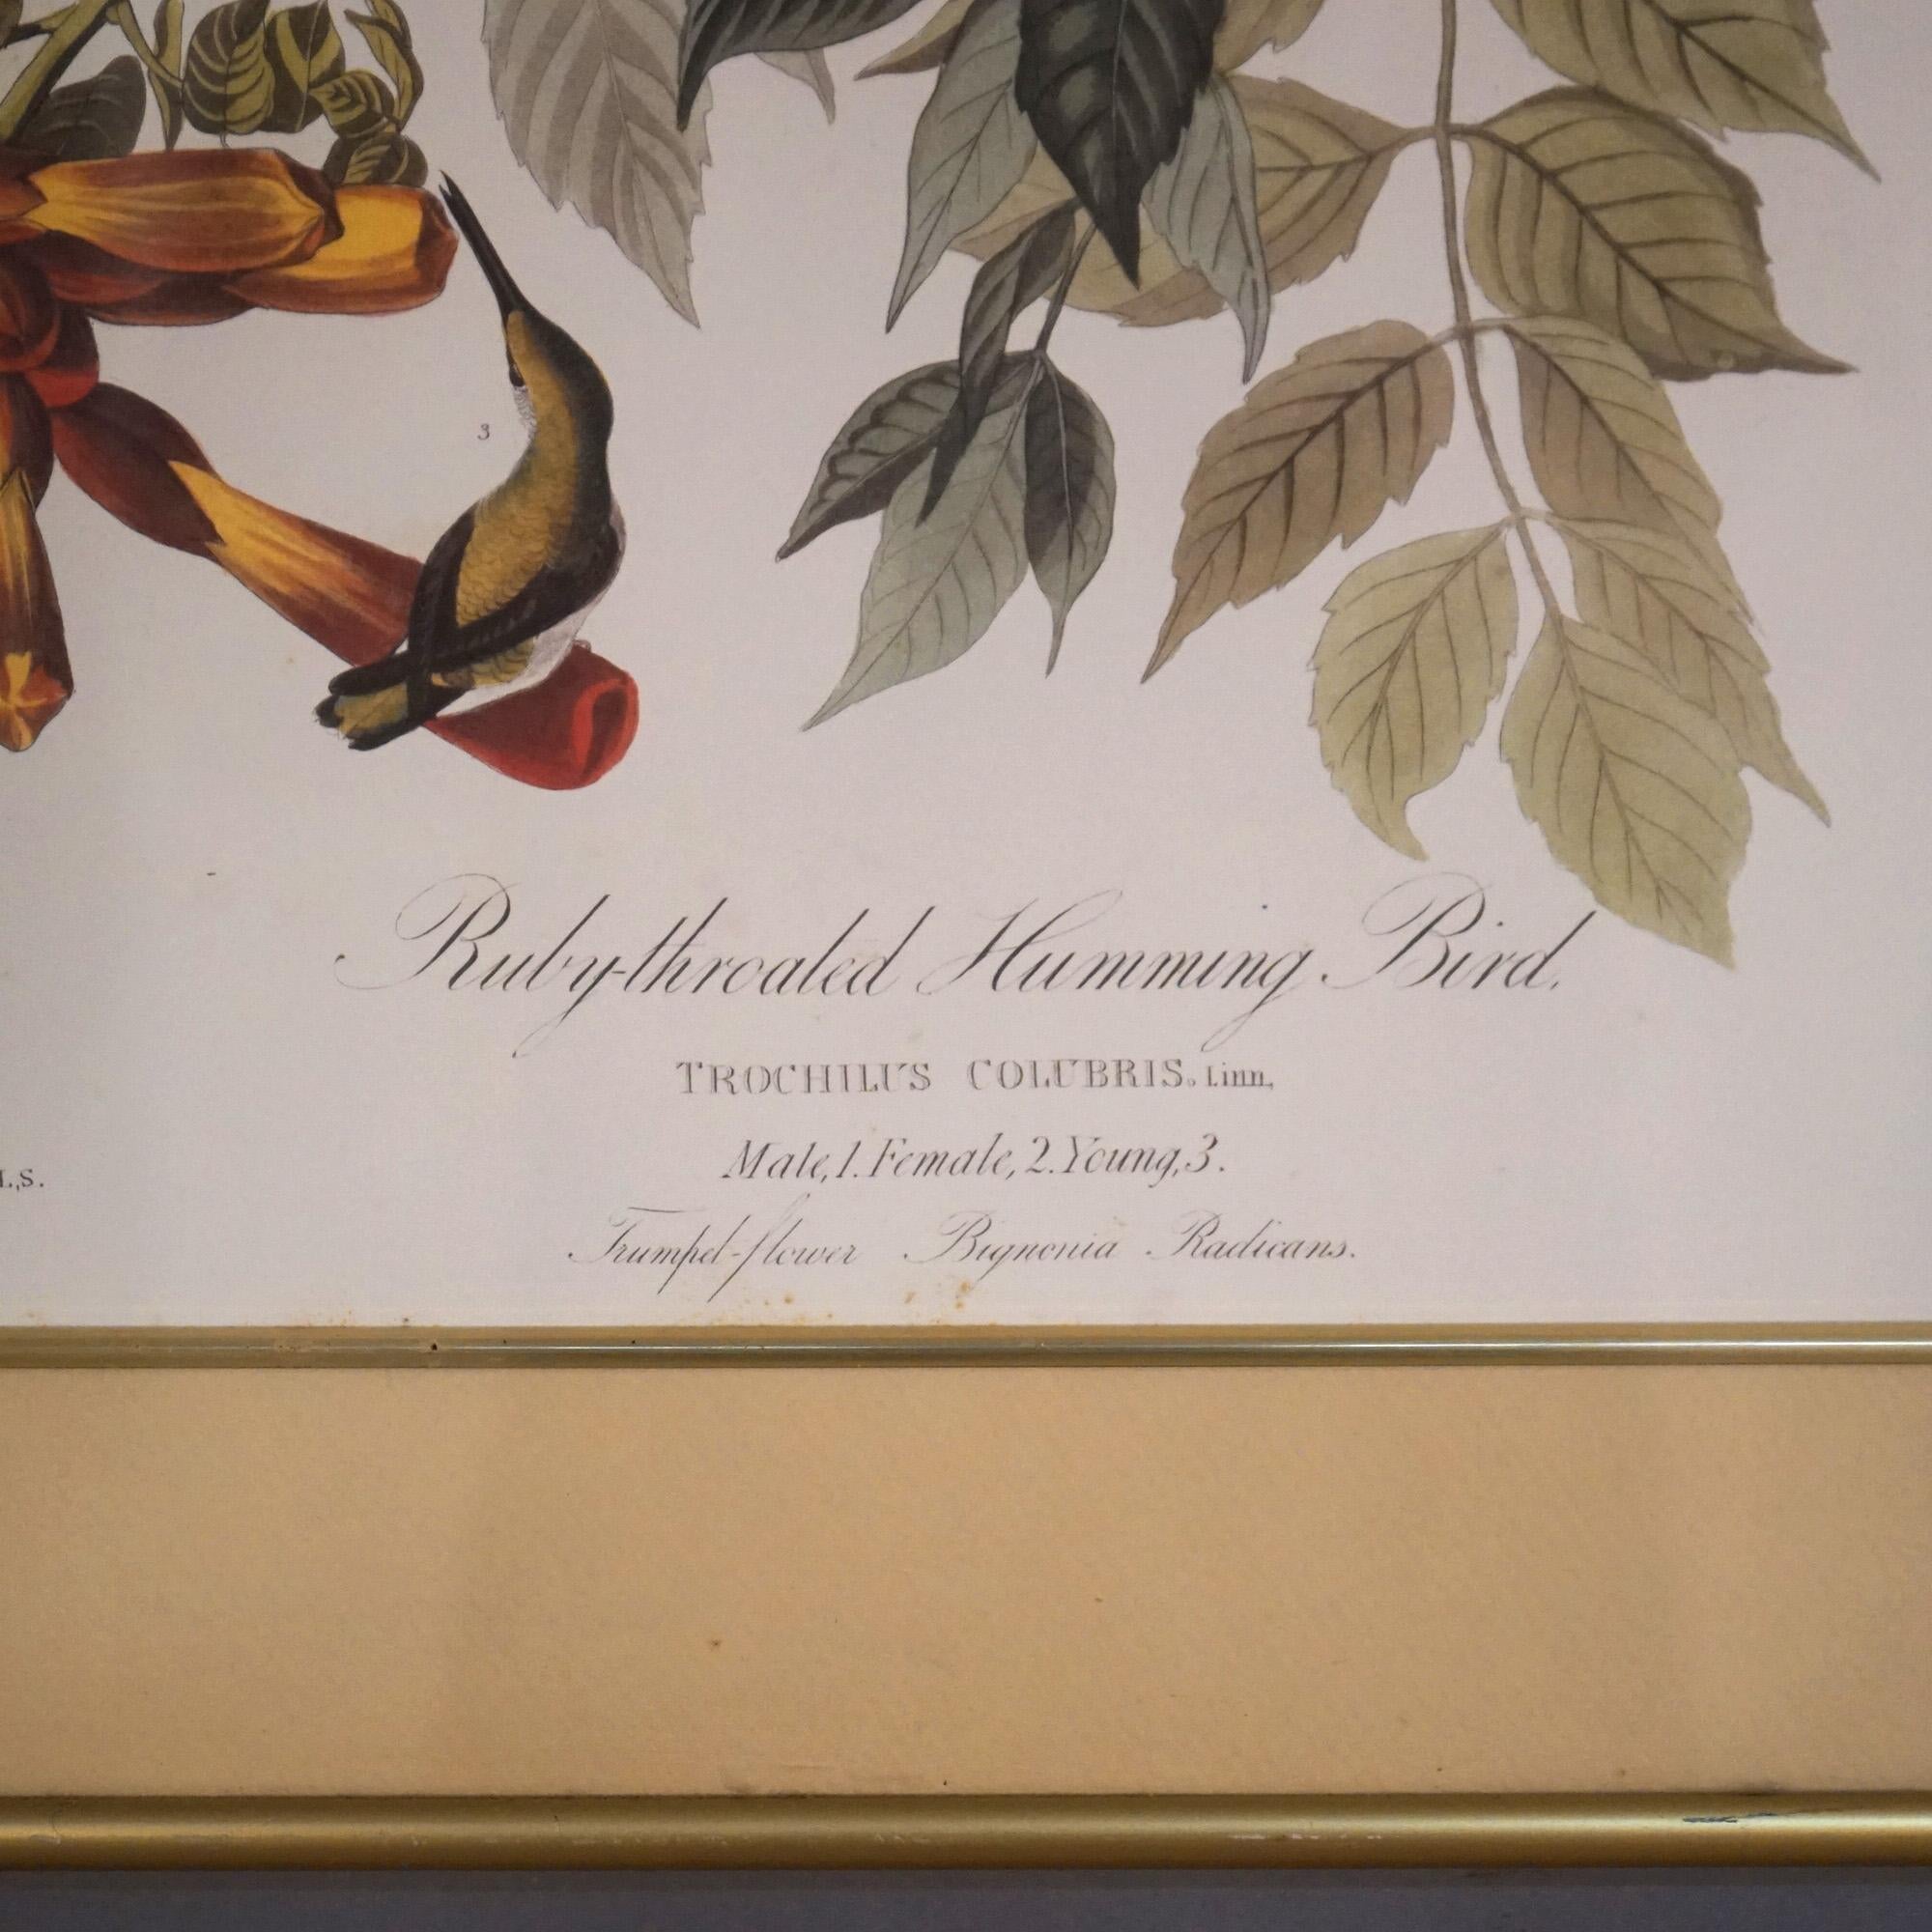 3
Ruby-throated Humming Bird.
TROCHILUS COLUBRIS. Linn,
Male, 1. Female, 2. Young, 3.
L.S.
Trumpet-flower Bignonia Radicans.